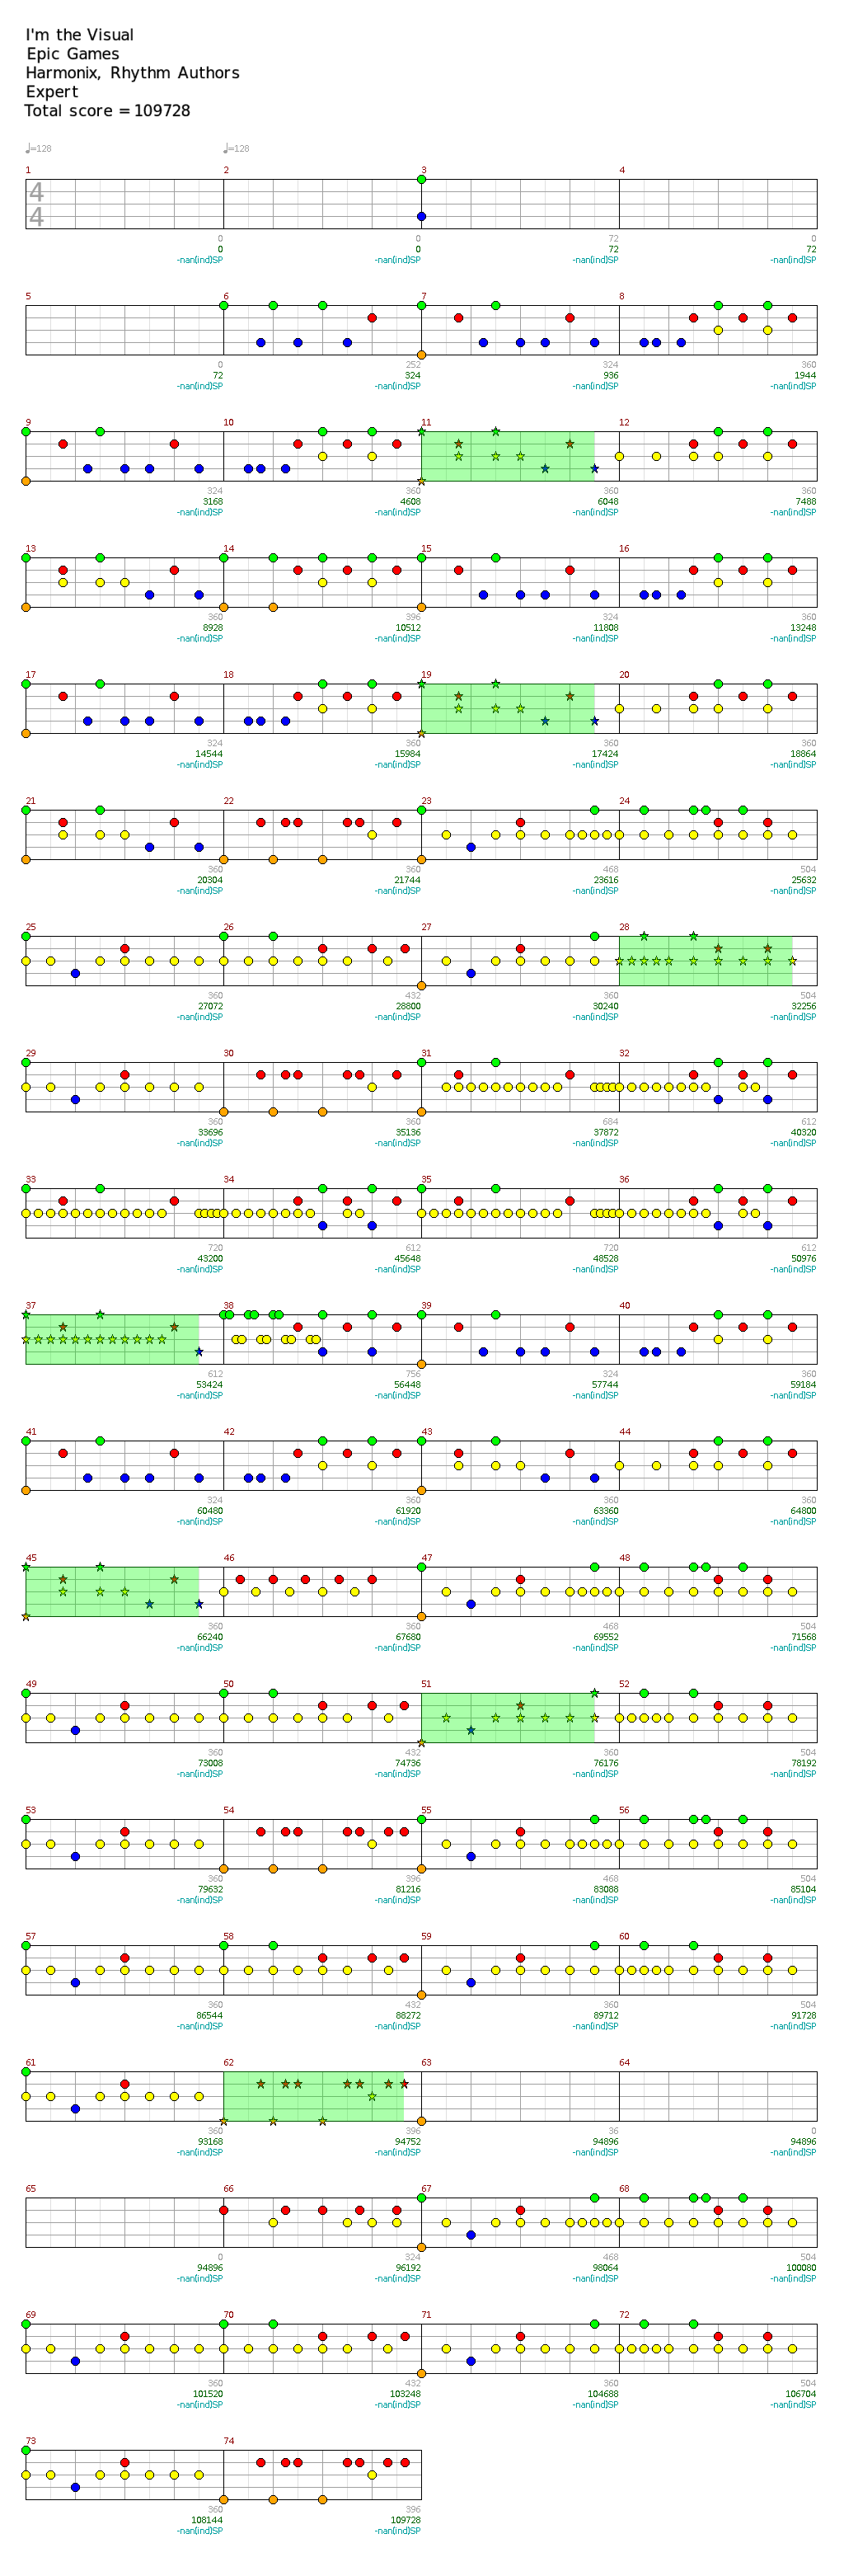 I'm the Visual
Epic Games
Harmonix, Rhythm Authors
Expert
Total score = 109728
♩=128 ♩=128
1 2 3 4
4
4
0 0 72 0
0 0 72 72
-nan(ind)SP -nan(ind)SP -nan(ind)SP -nan(ind)SP
5 6 7 8
0 252 324 360
72 324 936 1944
-nan(ind)SP -nan(ind)SP -nan(ind)SP -nan(ind)SP
9 10 11 12
324 360 360 360
3168 4608 6048 7488
-nan(ind)SP -nan(ind)SP -nan(ind)SP -nan(ind)SP
13 14 15 16
360 396 324 360
8928 10512 11808 13248
-nan(ind)SP -nan(ind)SP -nan(ind)SP -nan(ind)SP
17 18 19 20
324 360 360 360
14544 15984 17424 18864
-nan(ind)SP -nan(ind)SP -nan(ind)SP -nan(ind)SP
21 22 23 24
360 360 468 504
20304 21744 23616 25632
-nan(ind)SP -nan(ind)SP -nan(ind)SP -nan(ind)SP
25 26 27 28
360 432 360 504
27072 28800 30240 32256
-nan(ind)SP -nan(ind)SP -nan(ind)SP -nan(ind)SP
29 30 31 32
360 360 684 612
33696 35136 37872 40320
-nan(ind)SP -nan(ind)SP -nan(ind)SP -nan(ind)SP
33 34 35 36
720 612 720 612
43200 45648 48528 50976
-nan(ind)SP -nan(ind)SP -nan(ind)SP -nan(ind)SP
37 38 39 40
612 756 324 360
53424 56448 57744 59184
-nan(ind)SP -nan(ind)SP -nan(ind)SP -nan(ind)SP
41 42 43 44
324 360 360 360
60480 61920 63360 64800
-nan(ind)SP -nan(ind)SP -nan(ind)SP -nan(ind)SP
45 46 47 48
360 360 468 504
66240 67680 69552 71568
-nan(ind)SP -nan(ind)SP -nan(ind)SP -nan(ind)SP
49 50 51 52
360 432 360 504
73008 74736 76176 78192
-nan(ind)SP -nan(ind)SP -nan(ind)SP -nan(ind)SP
53 54 55 56
360 396 468 504
79632 81216 83088 85104
-nan(ind)SP -nan(ind)SP -nan(ind)SP -nan(ind)SP
57 58 59 60
360 432 360 504
86544 88272 89712 91728
-nan(ind)SP -nan(ind)SP -nan(ind)SP -nan(ind)SP
61 62 63 64
360 396 36 0
93168 94752 94896 94896
-nan(ind)SP -nan(ind)SP -nan(ind)SP -nan(ind)SP
65 66 67 68
0 324 468 504
94896 96192 98064 100080
-nan(ind)SP -nan(ind)SP -nan(ind)SP -nan(ind)SP
69 70 71 72
360 432 360 504
101520 103248 104688 106704
-nan(ind)SP -nan(ind)SP -nan(ind)SP -nan(ind)SP
73 74
360 396
108144 109728
-nan(ind)SP -nan(ind)SP